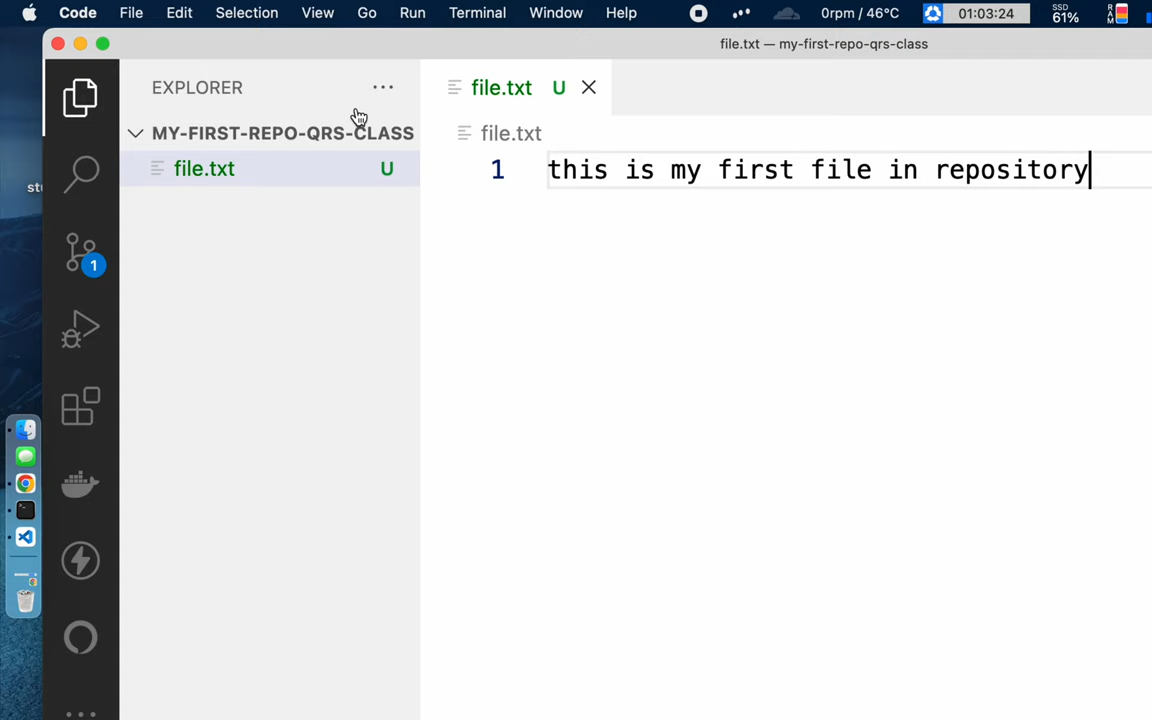 Code File Edit Selection View Go Run Terminal Window Help 0rpm / 46°C 01:03:24 SSD 61% RAM
file.txt — my-first-repo-qrs-class
EXPLORER
file.txt U
MY-FIRST-REPO-QRS-CLASS
file.txt
file.txt U
1 this is my first file in repository
1